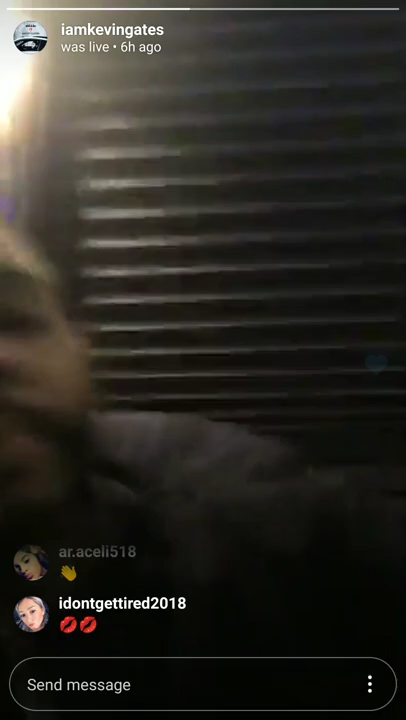 iamkevingates
was live • 6h ago
ar.aceli518
👋
idontgettired2018
💋💋
Send message